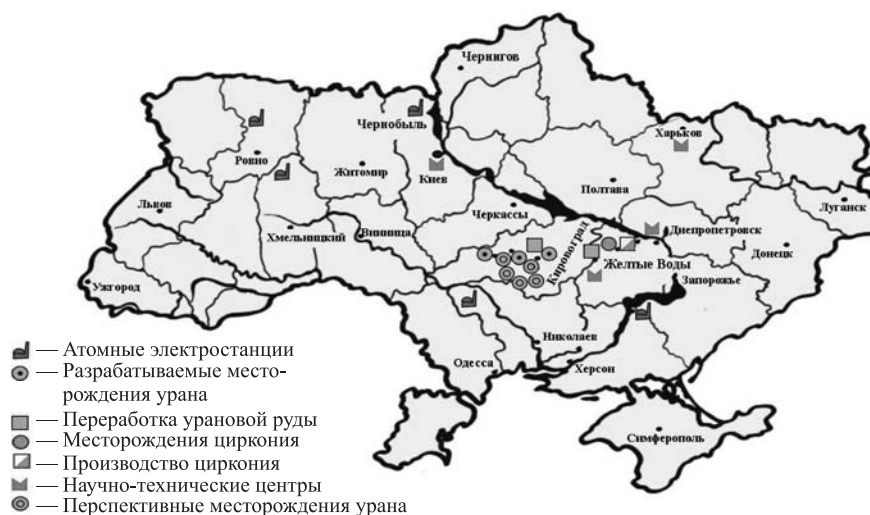 Чернигов
Чернобыль
Харьков
Ровно
Житомир
Киев
Полтава
Львов
Черкассы
Луганск
Хмельницкий
Винница
Днепропетровск
Кировоград
Желтые Воды
Донецк
Ужгород
Запорожье
Николаев
Одесса
Херсон
Симферополь
— Атомные электростанции
— Разрабатываемые место-
рождения урана
— Переработка урановой руды
— Месторождения циркония
— Производство циркония
— Научно-технические центры
— Перспективные месторождения урана